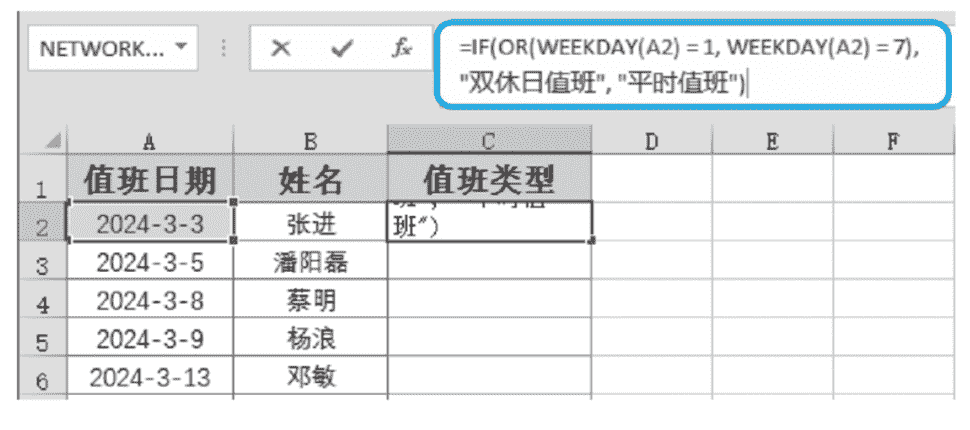 NETWORK... fx =IF(OR(WEEKDAY(A2) = 1, WEEKDAY(A2) = 7),
"双休日值班", "平时值班")
A B C D E F
1 值班日期 姓名 值班类型
2 2024-3-3 张进 班")
3 2024-3-5 潘阳磊
4 2024-3-8 蔡明
5 2024-3-9 杨浪
6 2024-3-13 邓敏